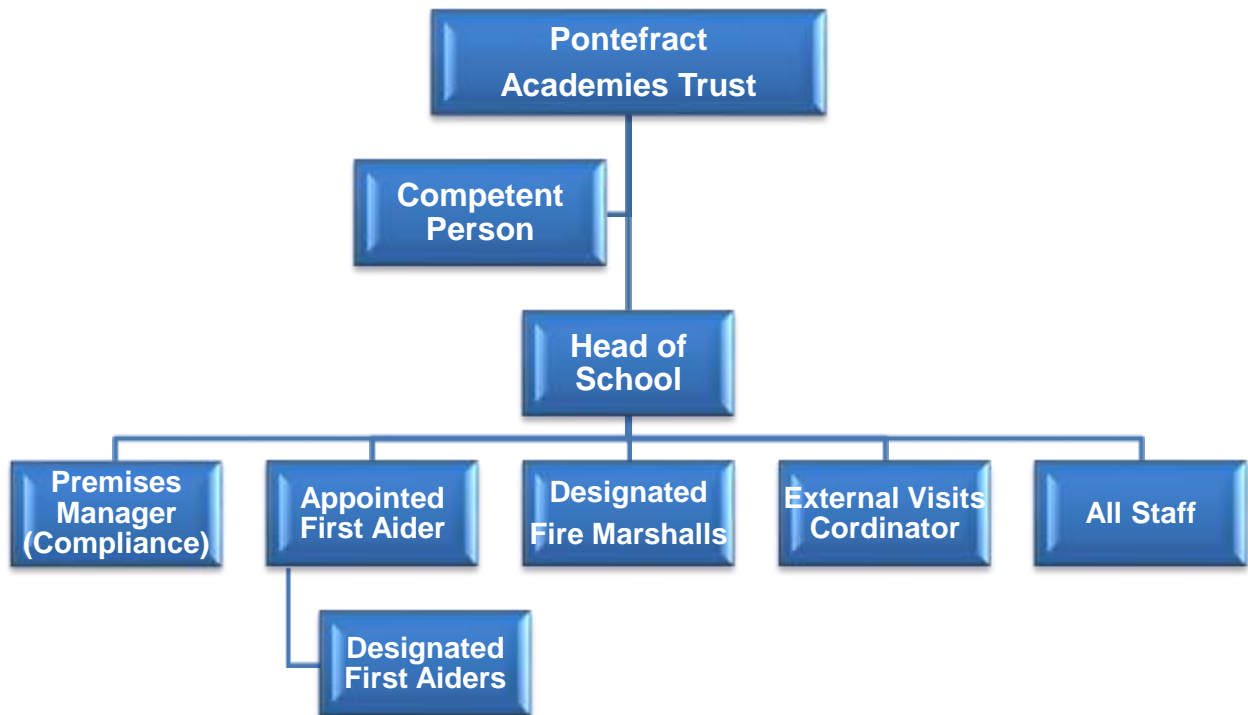 Pontefract
Academies Trust
Competent
Person
Head of
School
Premises
Manager
(Compliance)
Appointed
First Aider
Designated
Fire Marshalls
External Visits
Cordinator
All Staff
Designated
First Aiders